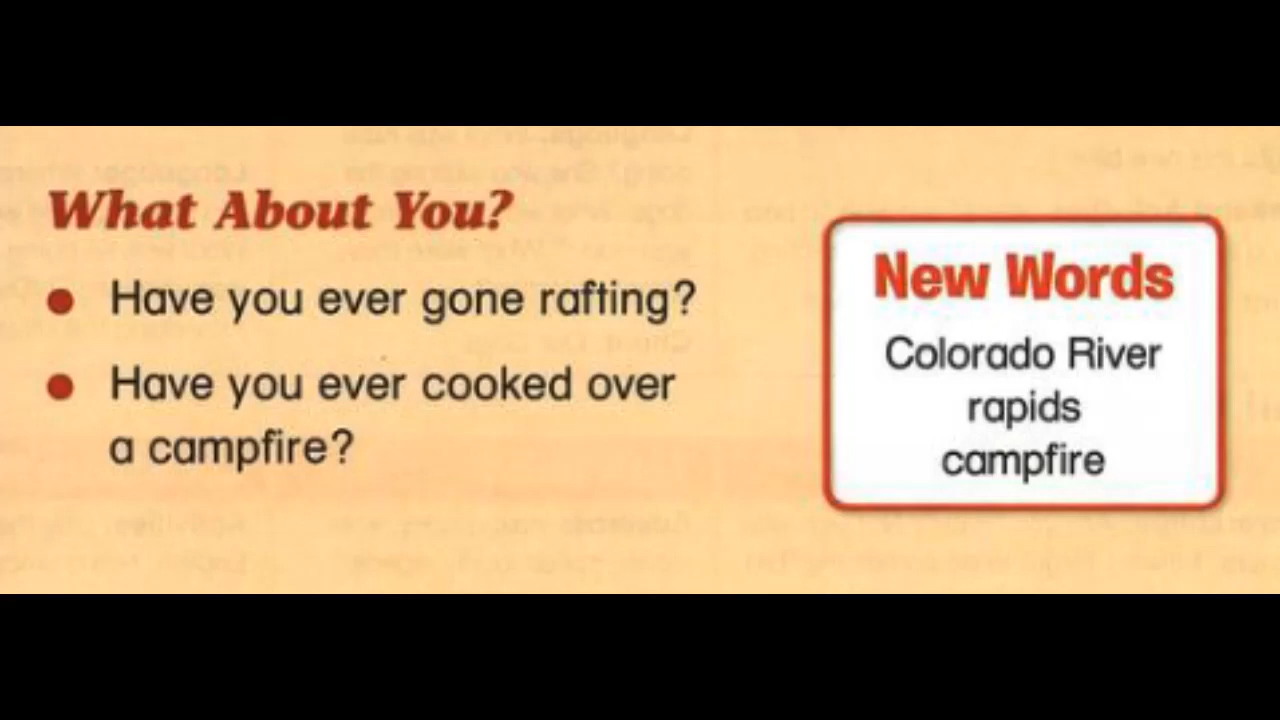 What About You?
• Have you ever gone rafting?
• Have you ever cooked over
a campfire?
New Words
Colorado River
rapids
campfire